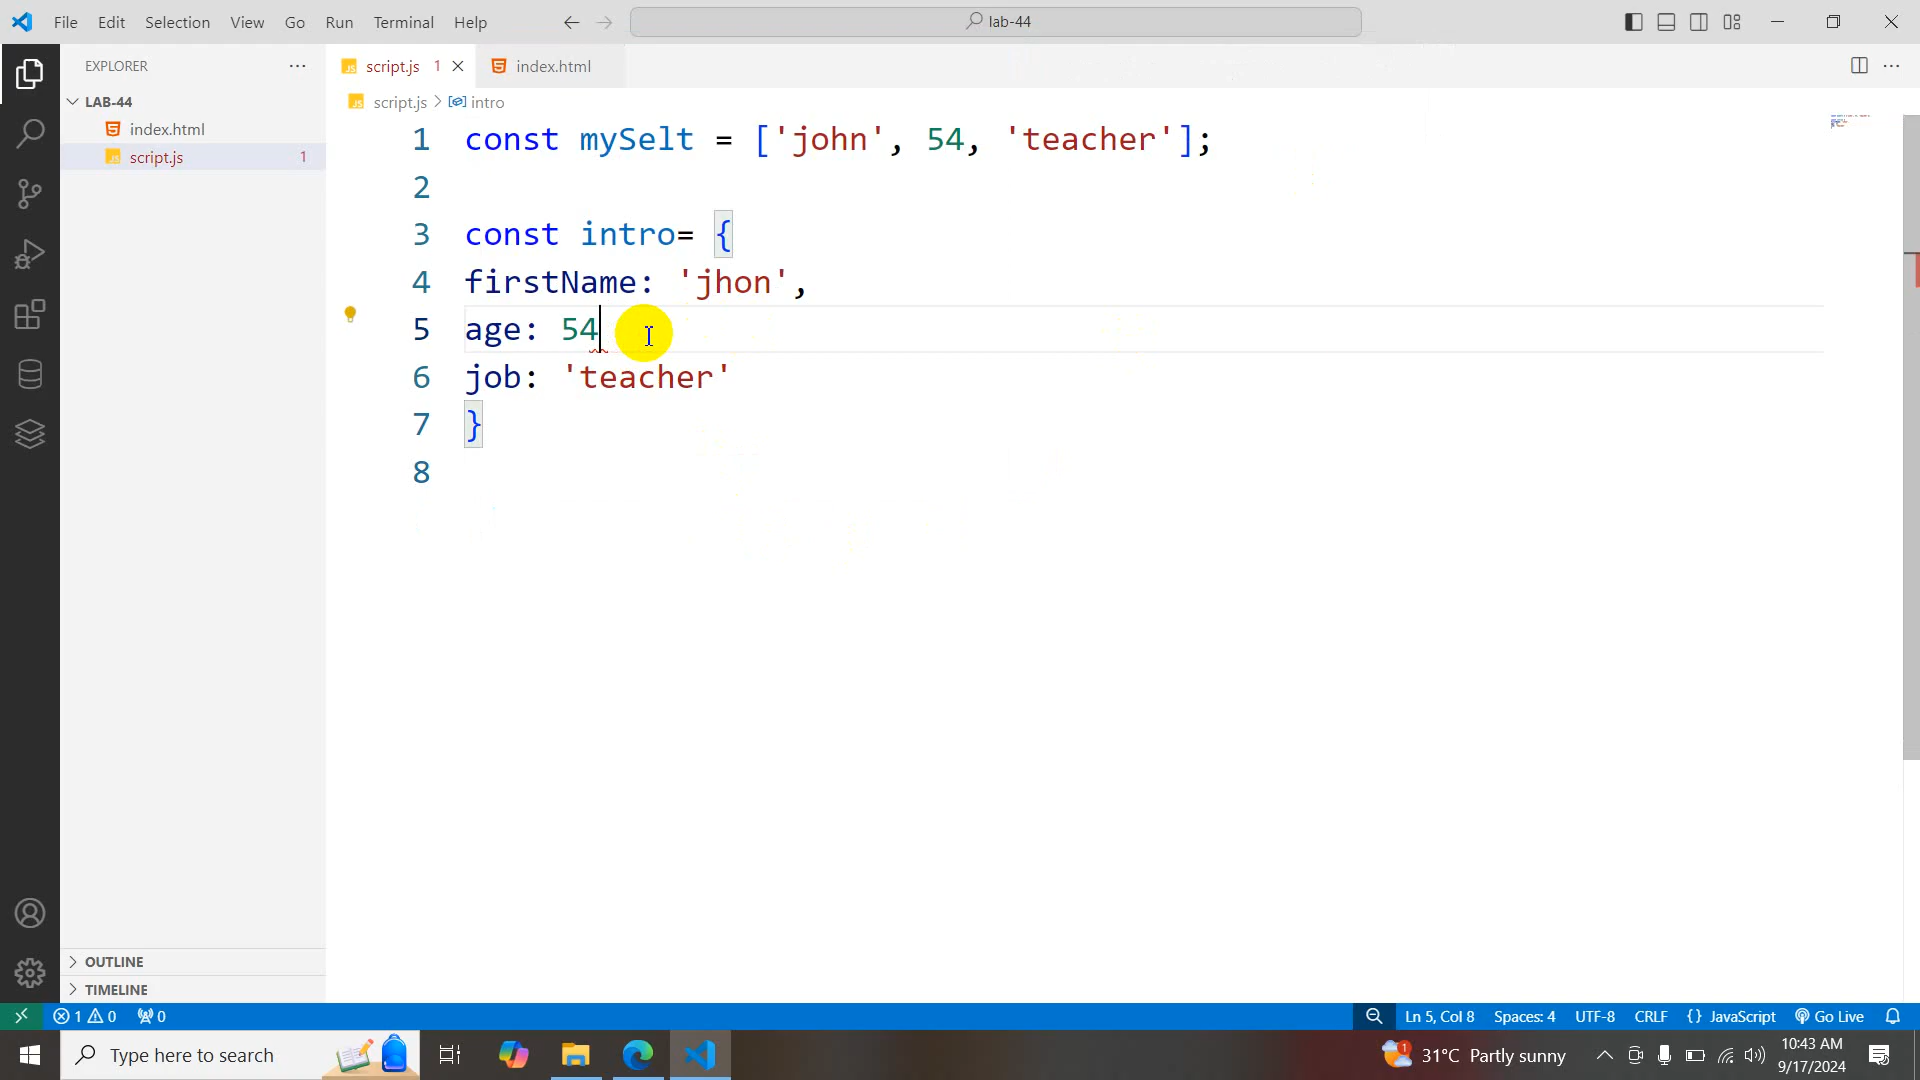 File Edit Selection View Go Run Terminal Help lab-44
EXPLORER
script.js 1 index.html
LAB-44
script.js > intro
index.html
script.js 1
1 const mySelt = ['john', 54, 'teacher'];
2
3 const intro= {
4 firstName: 'jhon',
5 age: 54
6 job: 'teacher'
7 }
8
OUTLINE
TIMELINE
1 0 0 Ln 5, Col 8 Spaces: 4 UTF-8 CRLF {} JavaScript Go Live
Type here to search 1 31°C Partly sunny 10:43 AM
9/17/2024